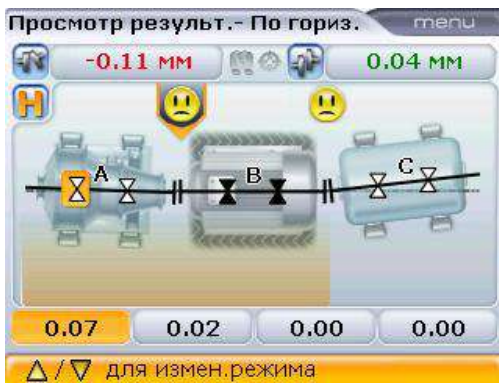 Просмотр результ.- По гориз. menu
-0.11 мм 0.04 мм
H
A B C
0.07 0.02 0.00 0.00
△/▽ для измен.режима